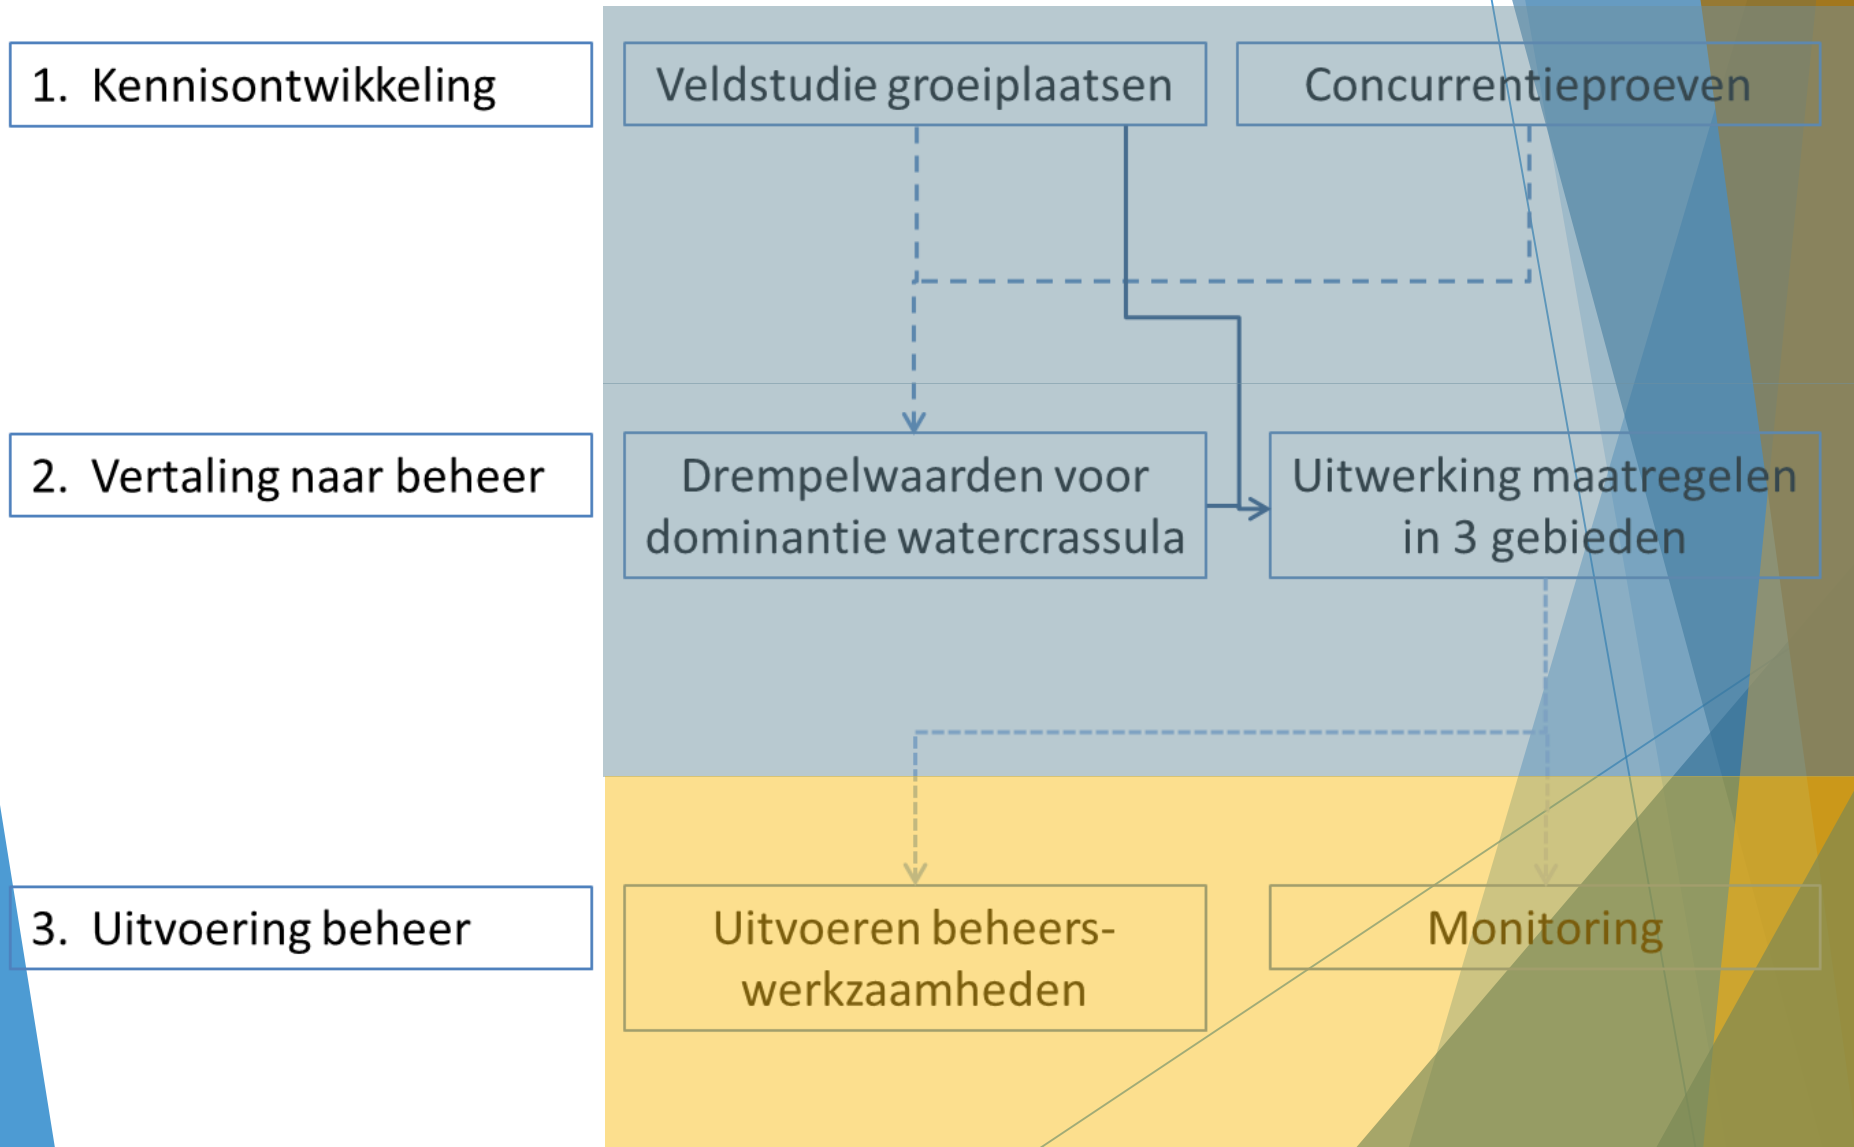 1. Kennisontwikkeling
Veldstudie groeiplaatsen
Concurrentieproeven
2. Vertaling naar beheer
Drempelwaarden voor
dominantie watercrassula
Uitwerking maatregelen
in 3 gebieden
3. Uitvoering beheer
Uitvoeren beheers-
werkzaamheden
Monitoring